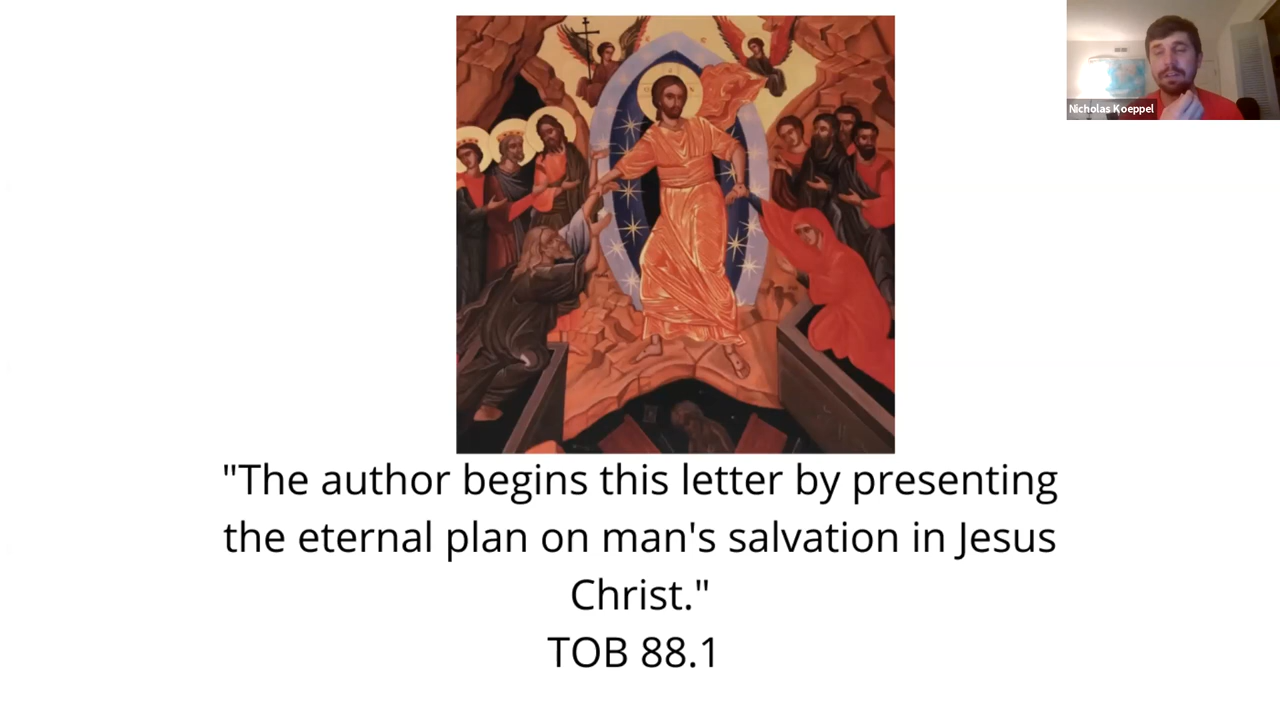 Nicholas Koeppel
"The author begins this letter by presenting
the eternal plan on man's salvation in Jesus
Christ."
TOB 88.1